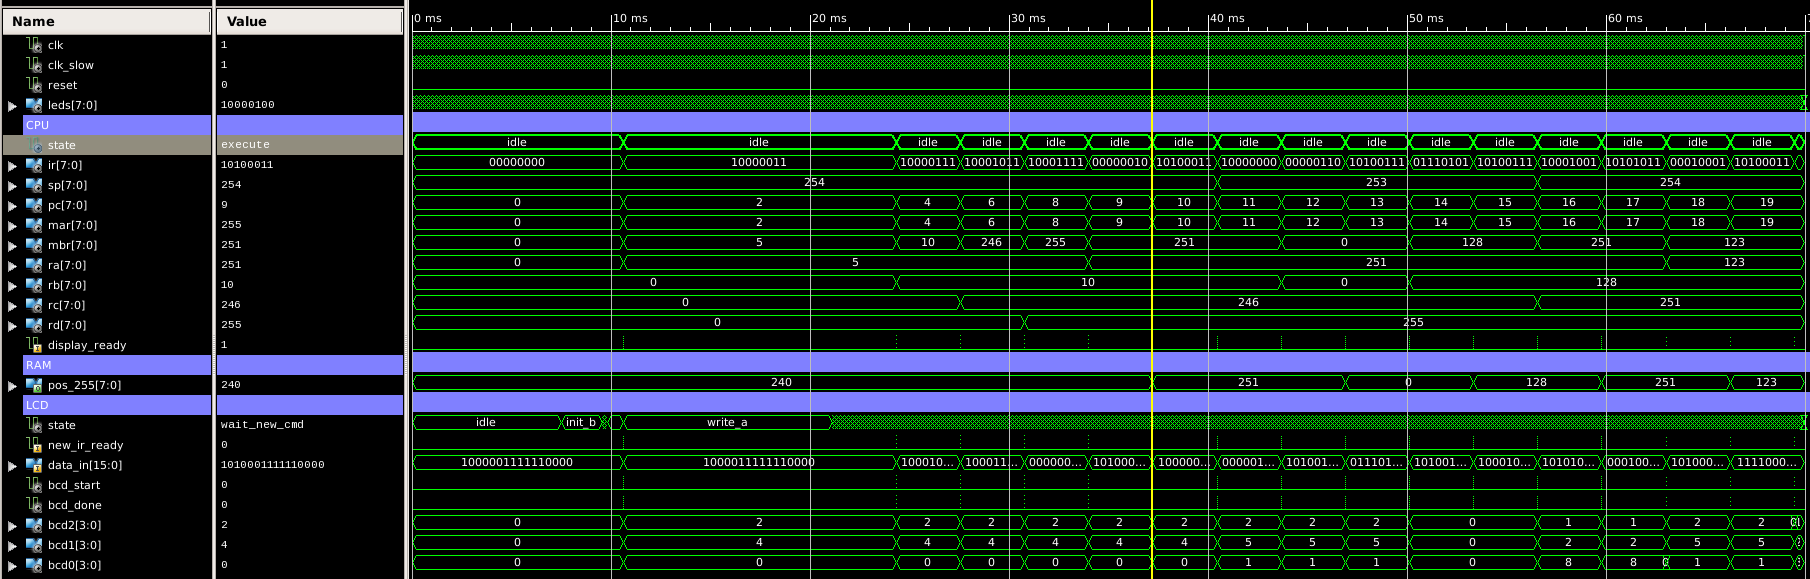 Name Value 0 ms 10 ms 20 ms 30 ms 40 ms 50 ms 60 ms
clk 1
clk_slow 1
reset 0
leds[7:0] 10000100
CPU
state execute idle idle idle idle idle idle idle idle idle idle idle idle idle idle idle idle
ir[7:0] 10100011 00000000 10000011 10000111 10001011 10001111 00000010 10100011 10000000 00000110 10100111 01110101 10100111 10001001 10101011 00010001 10100011
sp[7:0] 254 254 253 254
pc[7:0] 9 0 2 4 6 8 9 10 11 12 13 14 15 16 17 18 19
mar[7:0] 255 0 2 4 6 8 9 10 11 12 13 14 15 16 17 18 19
mbr[7:0] 251 0 5 10 246 255 251 0 128 251 123
ra[7:0] 251 0 5 251 123
rb[7:0] 10 0 10 0 128
rc[7:0] 246 0 246 251
rd[7:0] 255 0 255
display_ready 1
RAM
pos_255[7:0] 240 240 251 0 128 251 123
LCD
state wait_new_cmd idle init_b write_a
new_ir_ready 0
data_in[15:0] 1010001111110000 1000001111110000 1000011111110000 100010... 100011... 000000... 101000... 100000... 000001... 101001... 011101... 101001... 100010... 101010... 000100... 101000... 1111000...
bcd_start 0
bcd_done 0
bcd2[3:0] 2 0 2 2 2 2 2 2 2 2 2 0 1 1 2 2
bcd1[3:0] 4 0 4 4 4 4 4 4 5 5 5 0 2 2 5 5
bcd0[3:0] 0 0 0 0 0 0 0 0 1 1 1 0 8 8 1 1